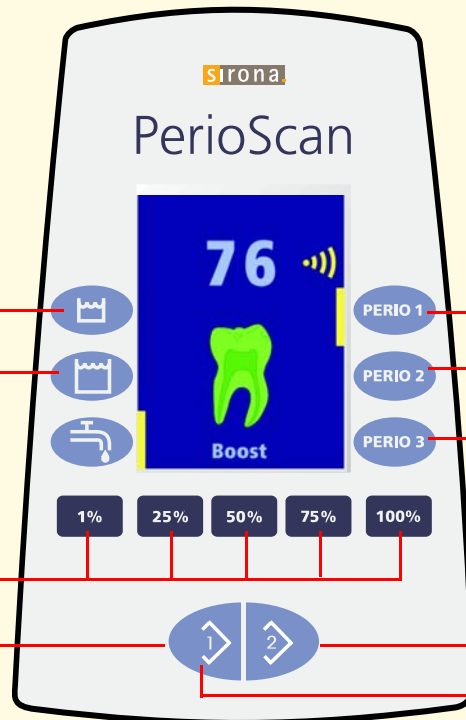 sirona.
PerioScan
76
PERIO 1
PERIO 2
Boost
PERIO 3
1% 25% 50% 75% 100%
1 2